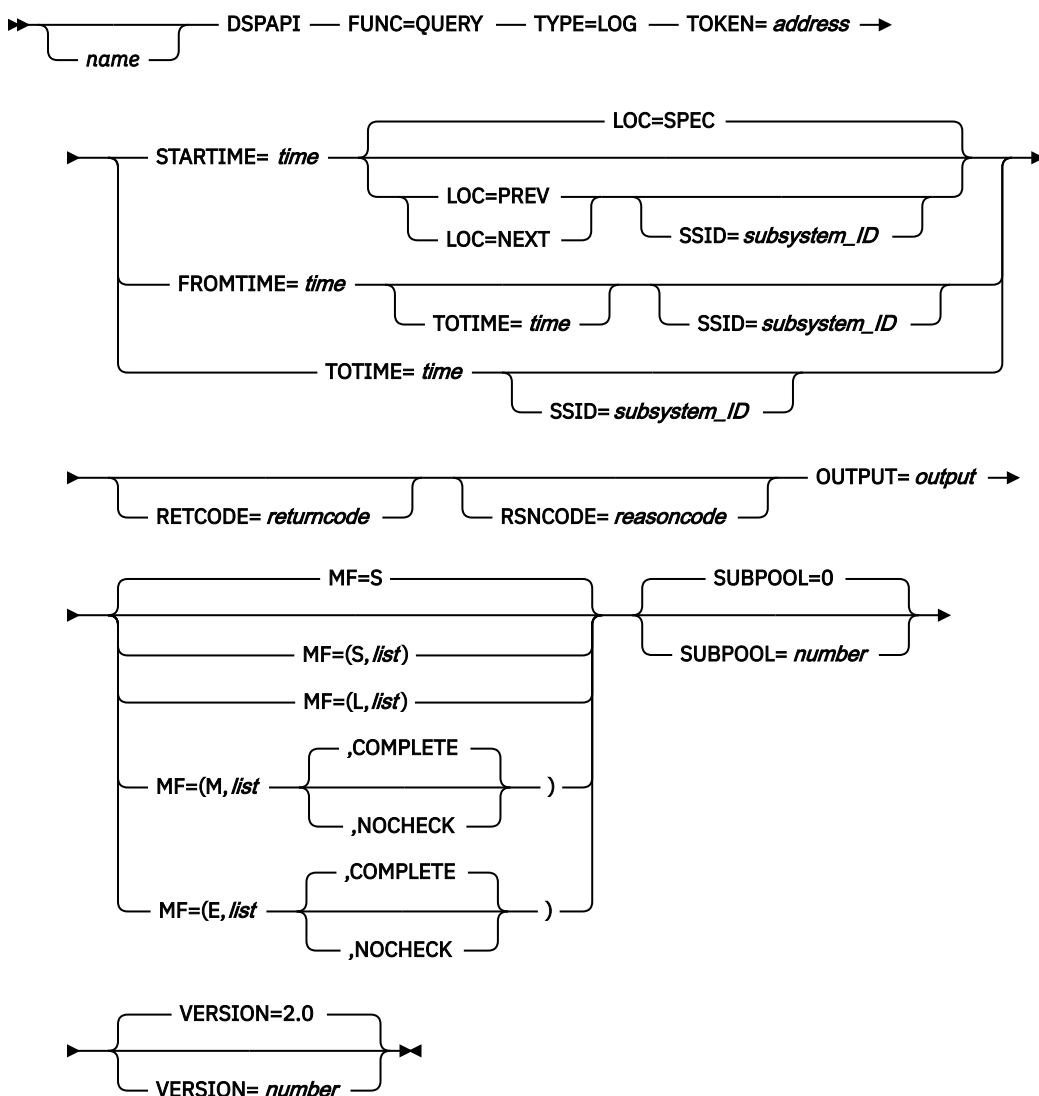 DSPAPI FUNC=QUERY TYPE=LOG TOKEN= address
name
LOC=SPEC
STARTIME= time
LOC=PREV
LOC=NEXT SSID= subsystem_ID
FROMTIME= time
TOTIME= time SSID= subsystem_ID
TOTIME= time
SSID= subsystem_ID
OUTPUT= output
RETCODE= returncode RSNCODE= reasoncode
MF=S SUBPOOL=0
MF=(S,list) SUBPOOL= number
MF=(L,list)
,COMPLETE
MF=(M,list )
,NOCHECK
,COMPLETE
MF=(E,list )
,NOCHECK
VERSION=2.0
VERSION= number